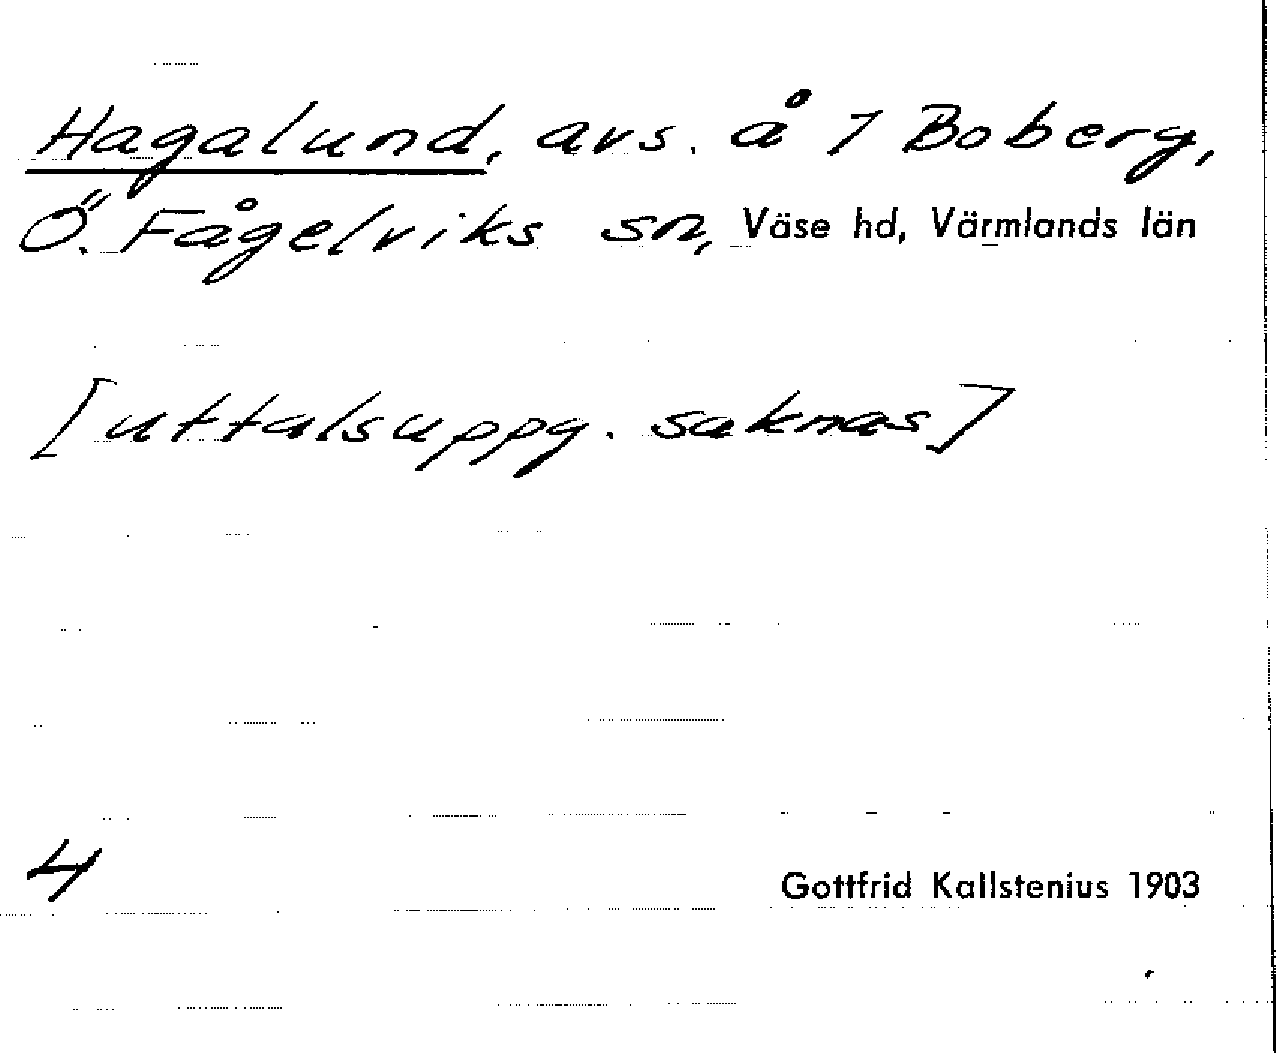 Hagalund, avs. å 7 Boberg,
Ö. Fågelviks sn, Väse hd, Värmlands län
[uttalsuppg. saknas]
4
Gottfrid Kallstenius 1903